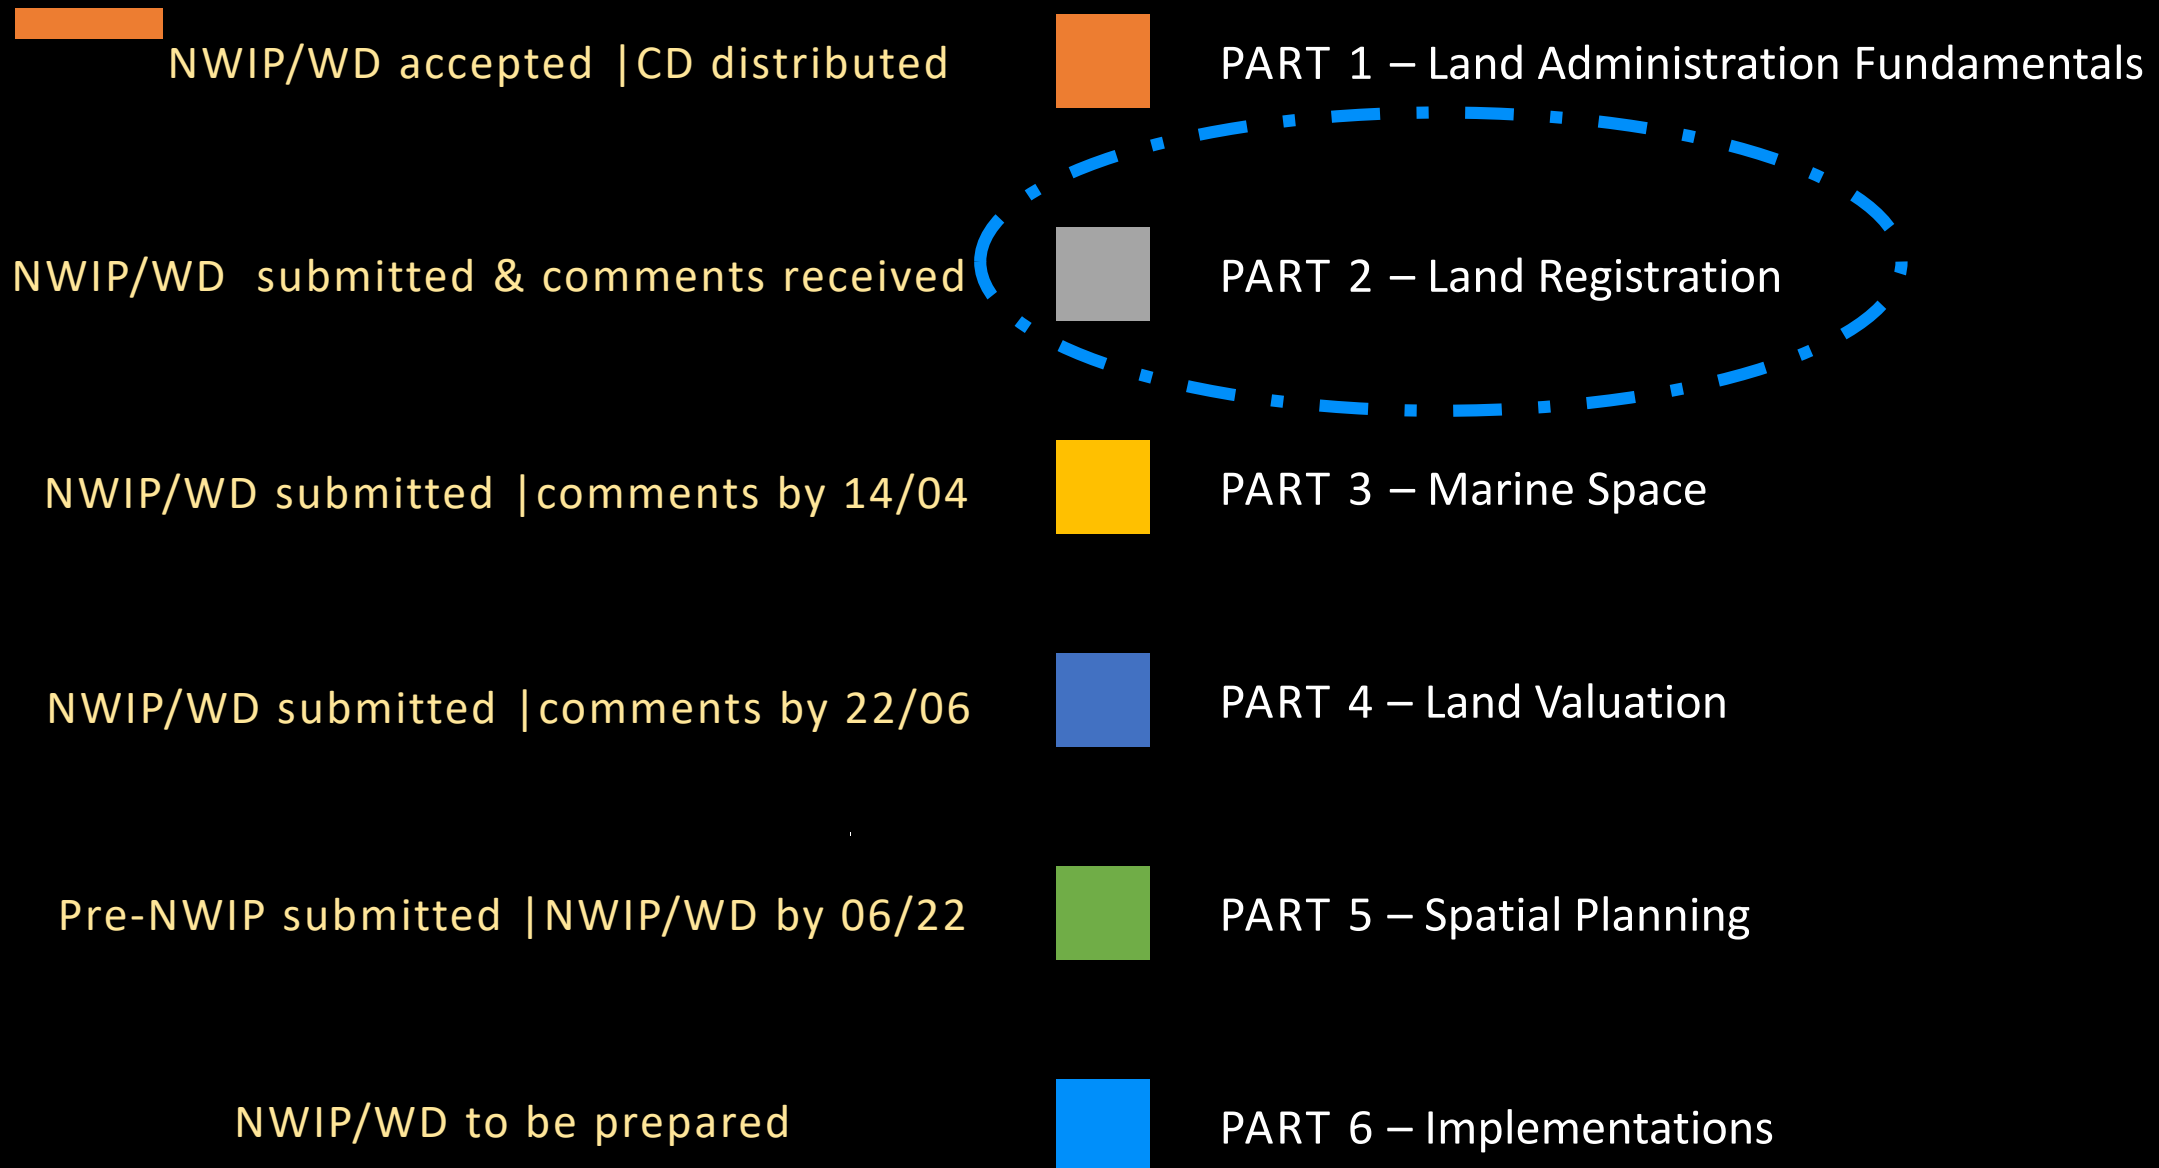 NWIP/WD accepted |CD distributed
PART 1 – Land Administration Fundamentals
NWIP/WD  submitted & comments received
PART 2 – Land Registration
NWIP/WD submitted |comments by 14/04
PART 3 – Marine Space
NWIP/WD submitted |comments by 22/06
PART 4 – Land Valuation
Pre-NWIP submitted |NWIP/WD by 06/22
PART 5 – Spatial Planning
NWIP/WD to be prepared
PART 6 – Implementations